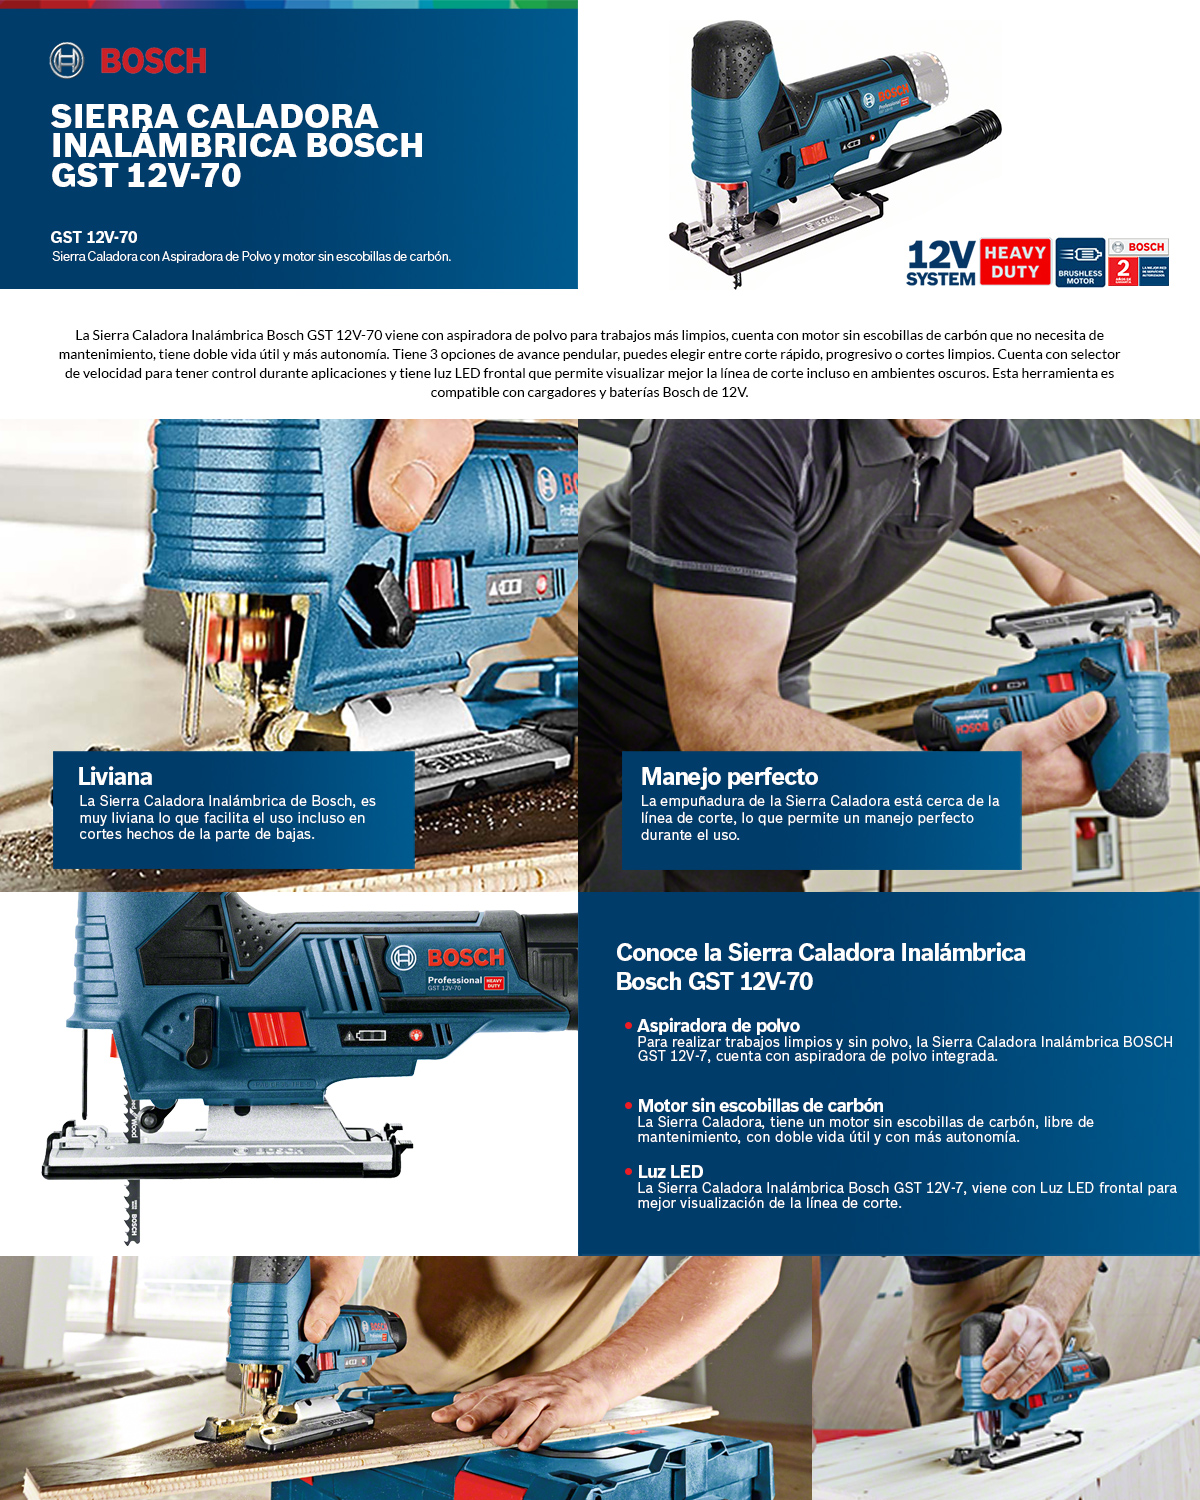 BOSCH
SIERRA CALADORA
INALÁMBRICA BOSCH
GST 12V-70
GST 12V-70
Sierra Caladora con Aspiradora de Polvo y motor sin escobillas de carbón.
BOSCH
Professional
12V
SYSTEM
HEAVY
DUTY
BRUSHLESS
MOTOR
BOSCH
2
La Sierra Caladora Inalámbrica Bosch GST 12V-70 viene con aspiradora de polvo para trabajos más limpios, cuenta con motor sin escobillas de carbón que no necesita de
mantenimiento, tiene doble vida útil y más autonomía. Tiene 3 opciones de avance pendular, puedes elegir entre corte rápido, progresivo o cortes limpios. Cuenta con selector
de velocidad para tener control durante aplicaciones y tiene luz LED frontal que permite visualizar mejor la línea de corte incluso en ambientes oscuros. Esta herramienta es
compatible con cargadores y baterías Bosch de 12V.
Liviana
La Sierra Caladora Inalámbrica de Bosch, es
muy liviana lo que facilita el uso incluso en
cortes hechos de la parte de bajas.
BOSCH
Manejo perfecto
La empuñadura de la Sierra Caladora está cerca de la
línea de corte, lo que permite un manejo perfecto
durante el uso.
BOSCH
Professional
HEAVY
DUTY
GST 12V-70
BOSCH
Wood
BOSCH
Conoce la Sierra Caladora Inalámbrica
Bosch GST 12V-70
• Aspiradora de polvo
Para realizar trabajos limpios y sin polvo, la Sierra Caladora Inalámbrica BOSCH
GST 12V-7, cuenta con aspiradora de polvo integrada.
• Motor sin escobillas de carbón
La Sierra Caladora, tiene un motor sin escobillas de carbón, libre de
mantenimiento, con doble vida útil y con más autonomía.
• Luz LED
La Sierra Caladora Inalámbrica Bosch GST 12V-7, viene con Luz LED frontal para
mejor visualización de la línea de corte.
BOSCH